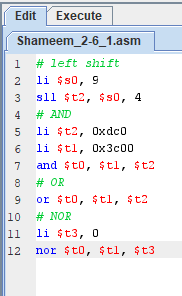 Edit Execute
Shameem_2-6_1.asm
1 # left shift
2 li $s0, 9
3 sll $t2, $s0, 4
4 # AND
5 li $t2, 0xdc0
6 li $t1, 0x3c00
7 and $t0, $t1, $t2
8 # OR
9 or $t0, $t1, $t2
10 # NOR
11 li $t3, 0
12 nor $t0, $t1, $t3